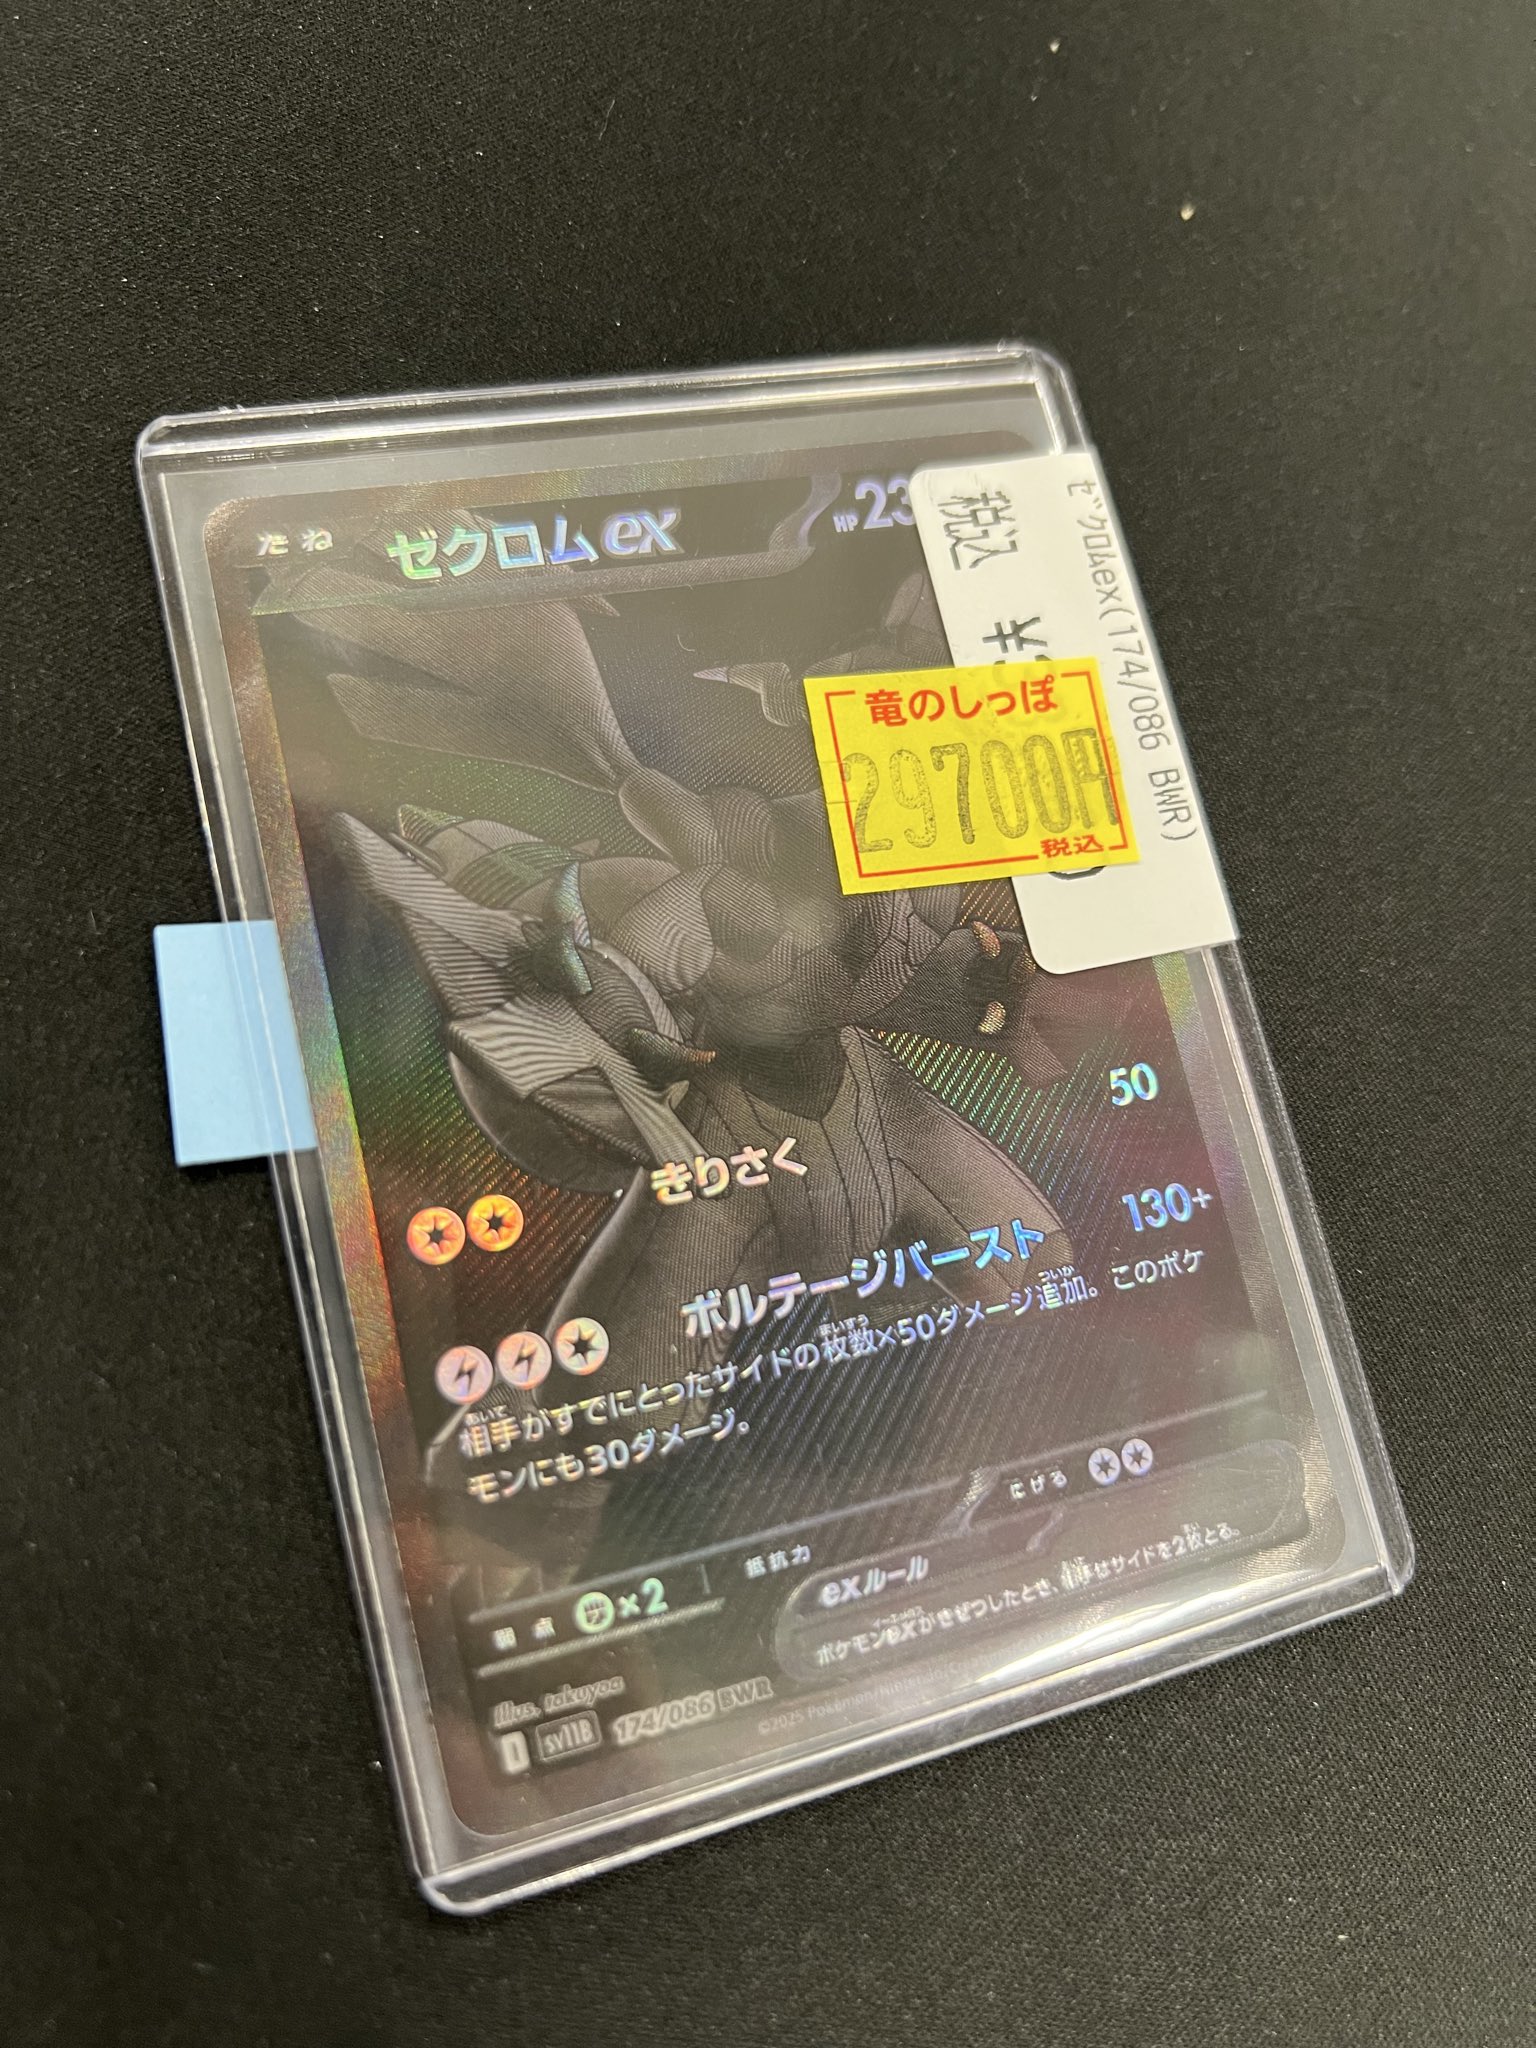 たね ゼクロムex HP 23
税込
ゼクロムex(174/086 BWR)
竜のしっぽ
29700円
税込
きりさく 50
ボルテージバースト 130+
相手がすでにとったサイドの枚数×50ダメージ追加。このポケ
モンにも30ダメージ。
にげる
弱点 ×2 抵抗力
exルール
ポケモンexがきぜつしたとき、相手はサイドを2枚とる。
Illus. takuyoa
I SV11B 174/086 BWR
©2025 Pokémon/Nintendo/